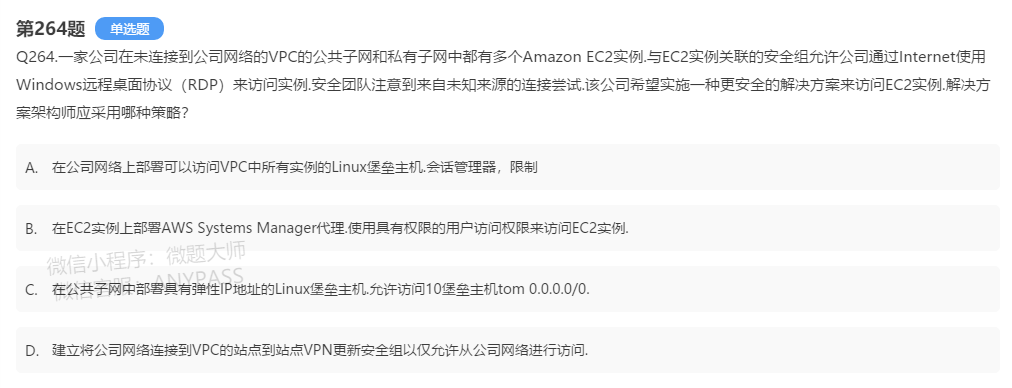 第264题 单选题
Q264.一家公司在未连接到公司网络的VPC的公共子网和私有子网中都有多个Amazon EC2实例.与EC2实例关联的安全组允许公司通过Internet使用
Windows远程桌面协议（RDP）来访问实例.安全团队注意到来自未知来源的连接尝试.该公司希望实施一种更安全的解决方案来访问EC2实例.解决方
案架构师应采用哪种策略？
A. 在公司网络上部署可以访问VPC中所有实例的Linux堡垒主机.会话管理器，限制
B. 在EC2实例上部署AWS Systems Manager代理.使用具有权限的用户访问权限来访问EC2实例.
微信小程序：微题大师
微信客服：ANYPASS
C. 在公共子网中部署具有弹性IP地址的Linux堡垒主机.允许访问10堡垒主机tom 0.0.0.0/0.
D. 建立将公司网络连接到VPC的站点到站点VPN更新安全组以仅允许从公司网络进行访问.